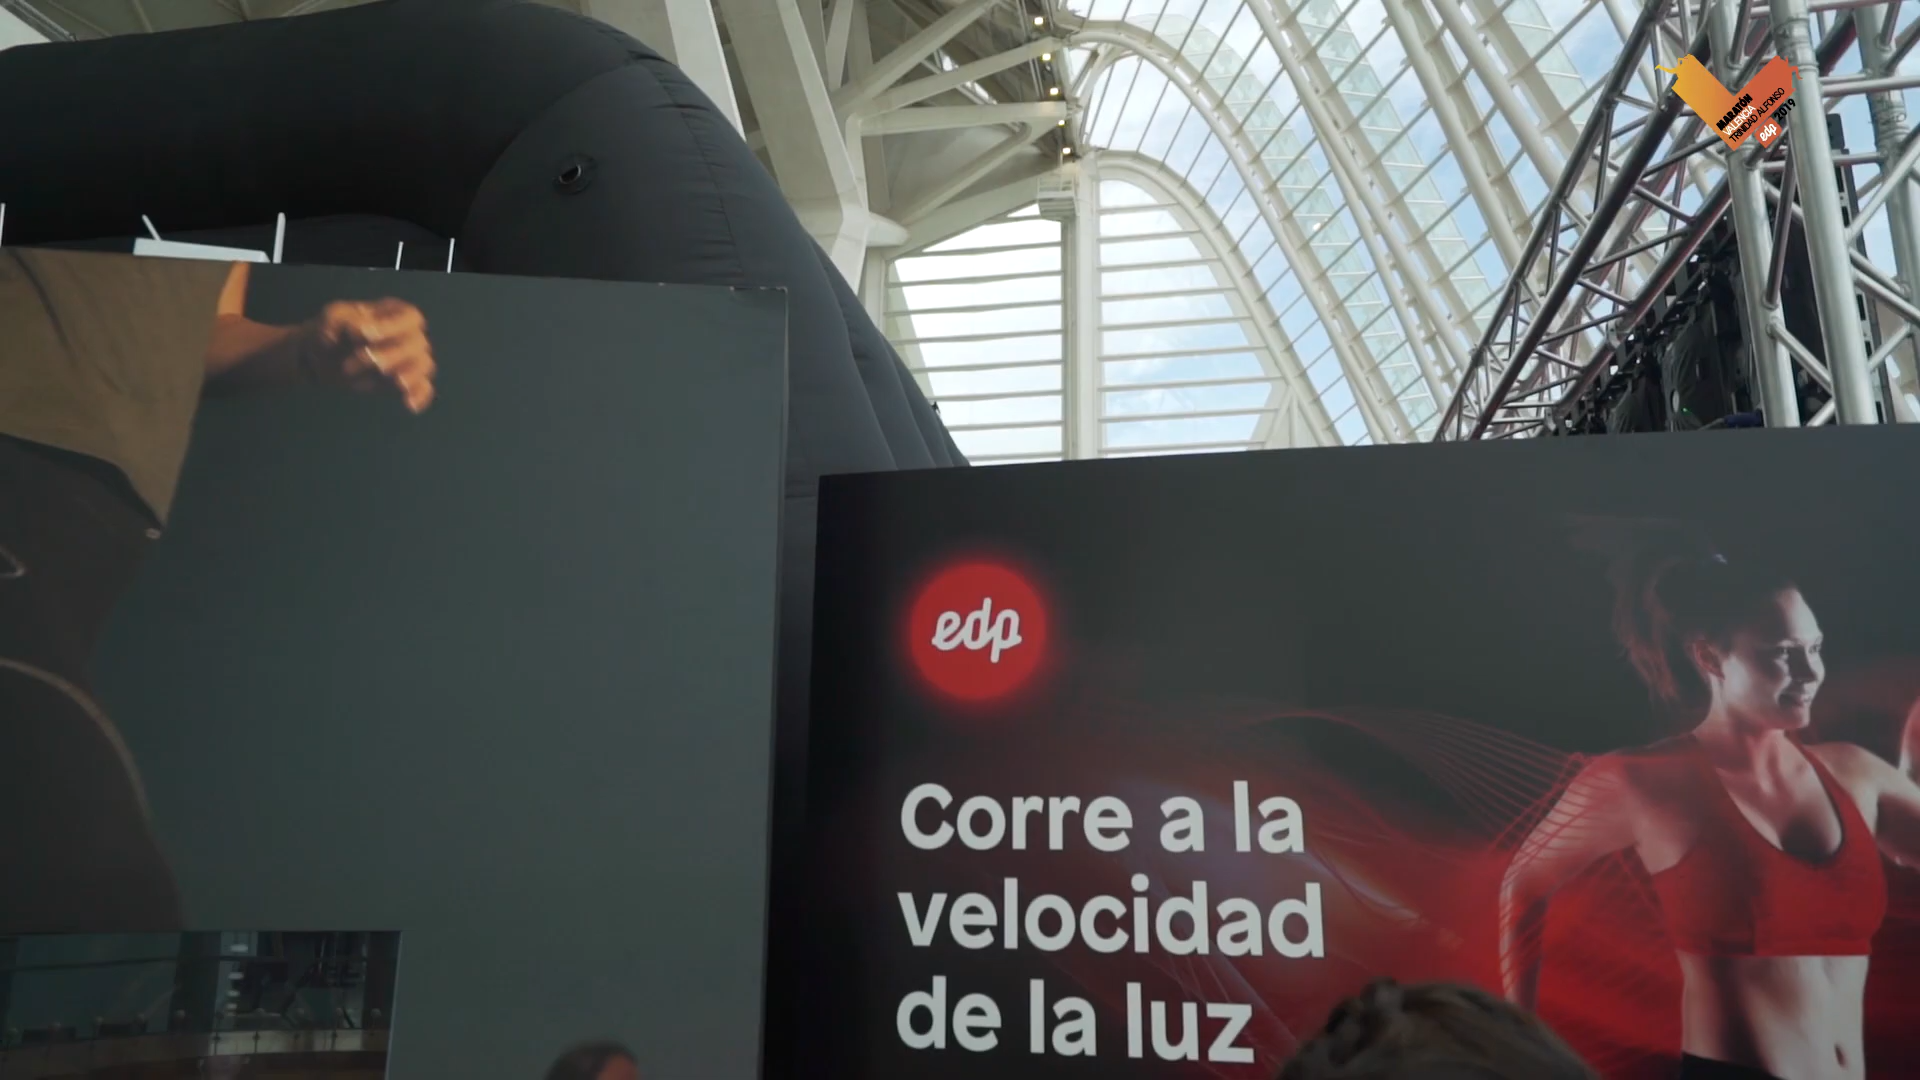 MARATÓN
VALENCIA
TRINIDAD ALFONSO
edp 2019
edp
Corre a la
velocidad
de la luz